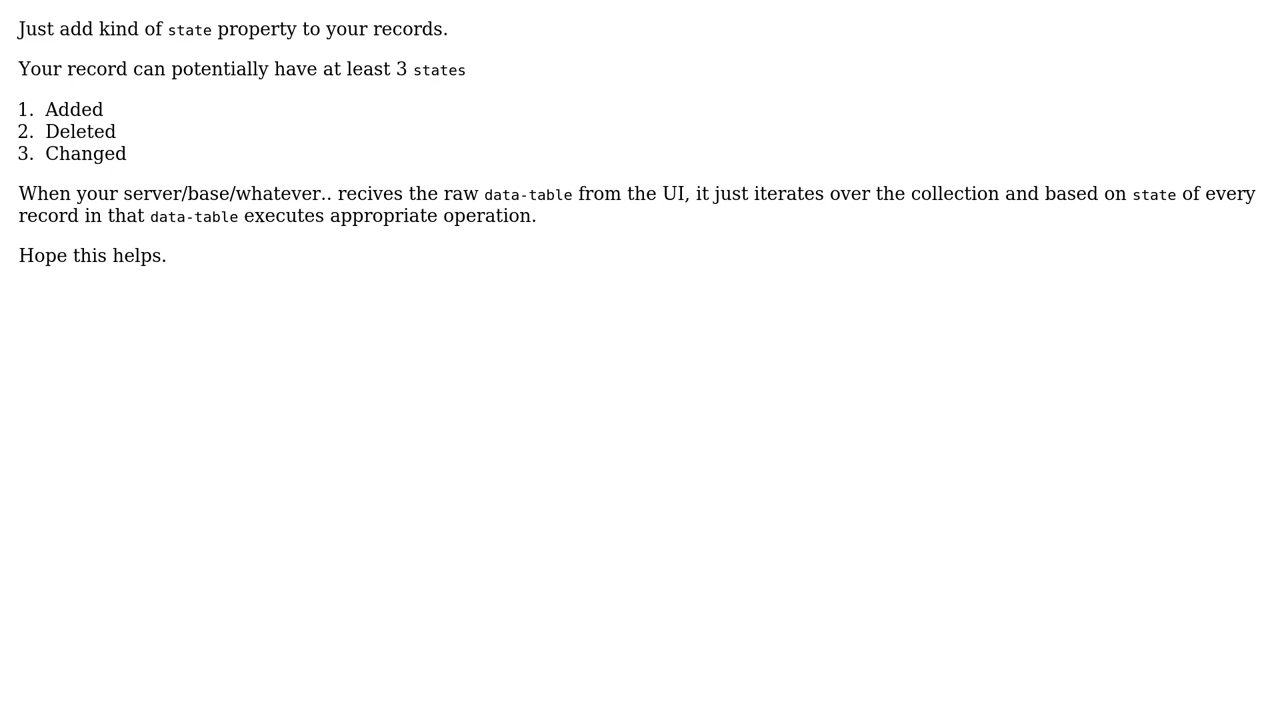 Just add kind of state property to your records.
Your record can potentially have at least 3 states
1. Added
2. Deleted
3. Changed
When your server/base/whatever.. recives the raw data-table from the UI, it just iterates over the collection and based on state of every
record in that data-table executes appropriate operation.
Hope this helps.